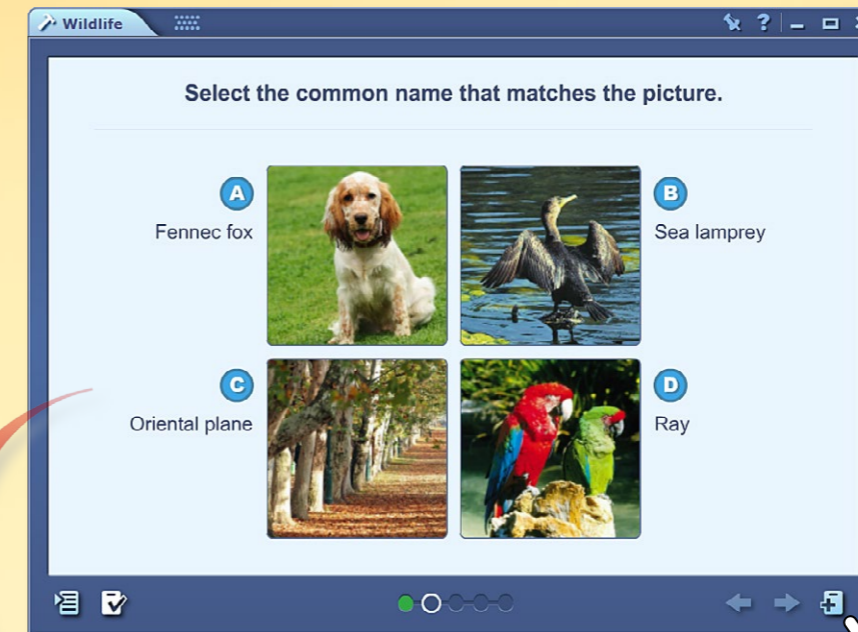 Wildlife
?
Select the common name that matches the picture.
A
Fennec fox
B
Sea lamprey
C
Oriental plane
D
Ray